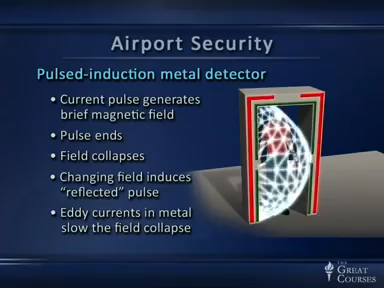 Airport Security
Pulsed-induction metal detector
• Current pulse generates
brief magnetic field
• Pulse ends
• Field collapses
• Changing field induces
“reflected” pulse
• Eddy currents in metal
slow the field collapse
THE
GREAT
COURSES